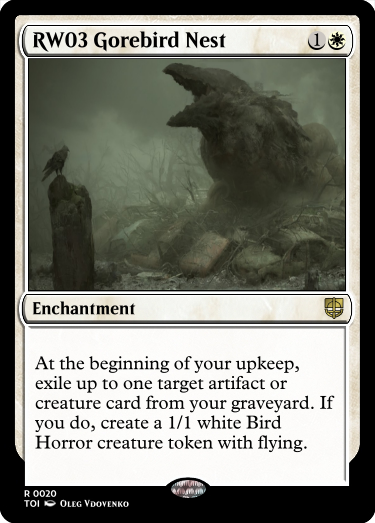 RW03 Gorebird Nest 1
Enchantment
At the beginning of your upkeep,
exile up to one target artifact or
creature card from your graveyard. If
you do, create a 1/1 white Bird
Horror creature token with flying.
R 0020
TOI Oleg Vdovenko